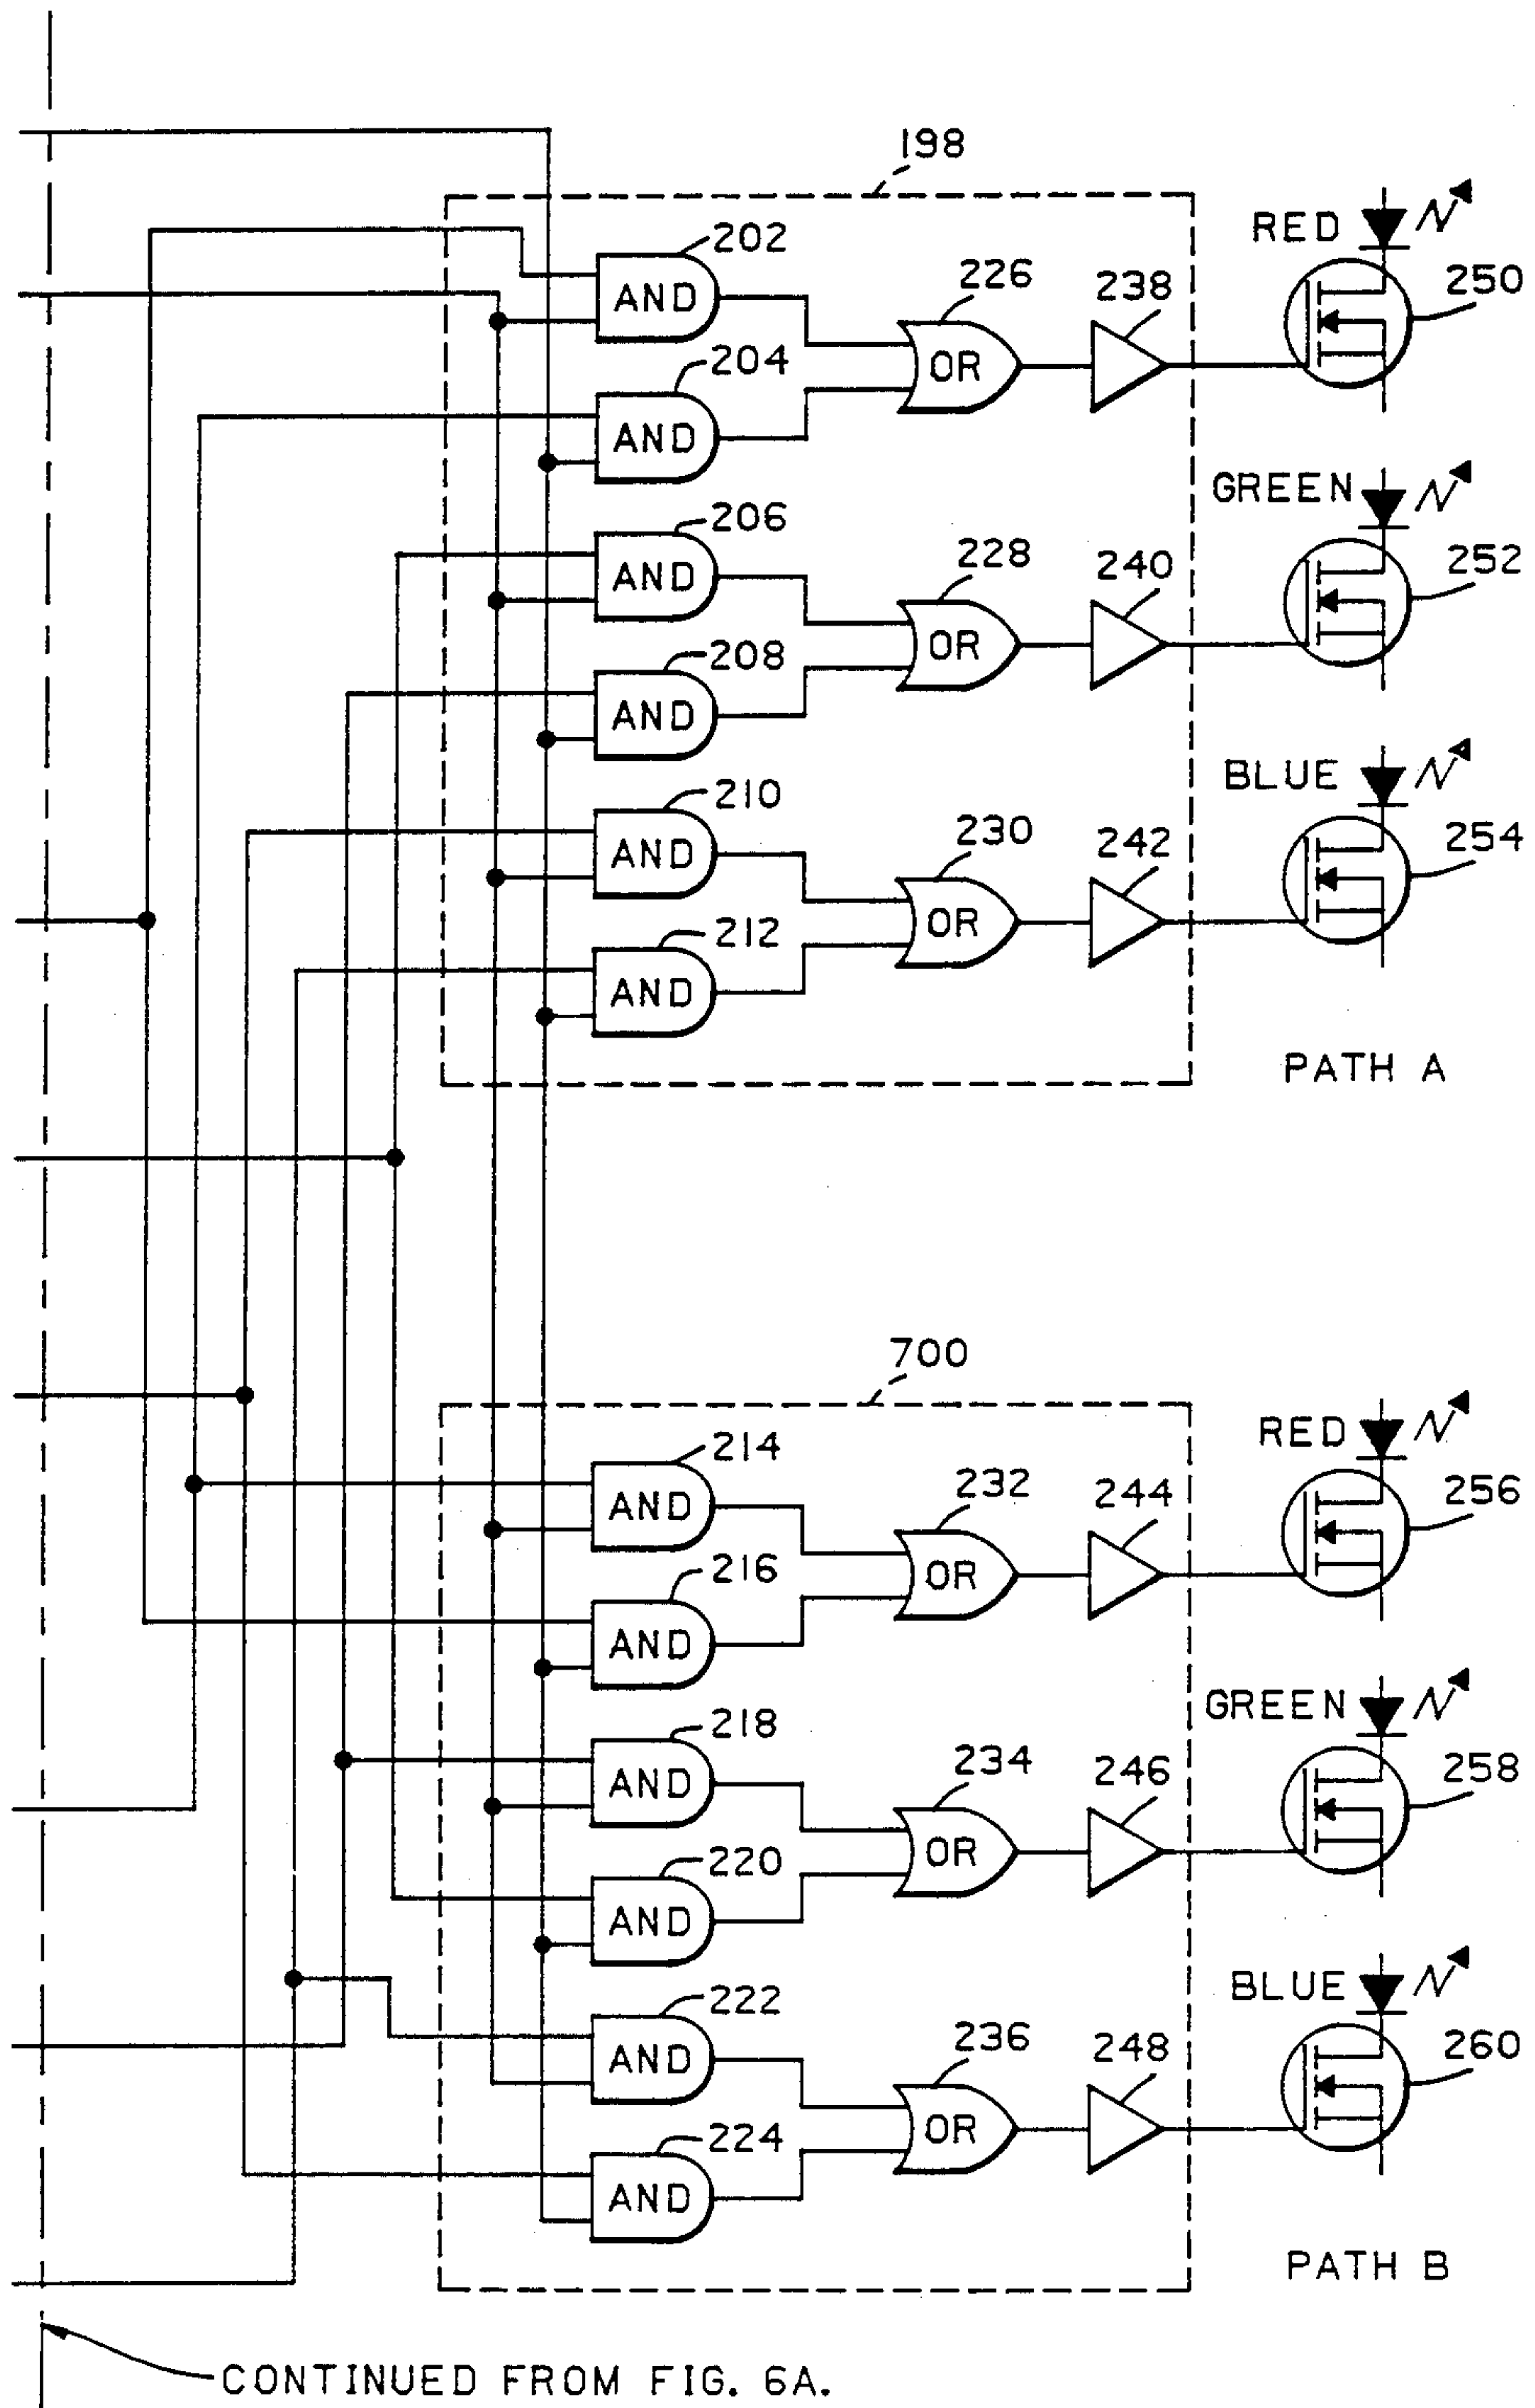 198
RED
202
AND
226
238
250
OR
204
AND
GREEN
206
AND
228
240
252
OR
208
AND
BLUE
210
AND
230
242
254
OR
212
AND
PATH A
700
RED
214
AND
232
244
256
OR
216
AND
GREEN
218
AND
234
246
258
OR
220
AND
BLUE
222
AND
236
248
260
OR
224
AND
PATH B
CONTINUED FROM FIG. 6A.